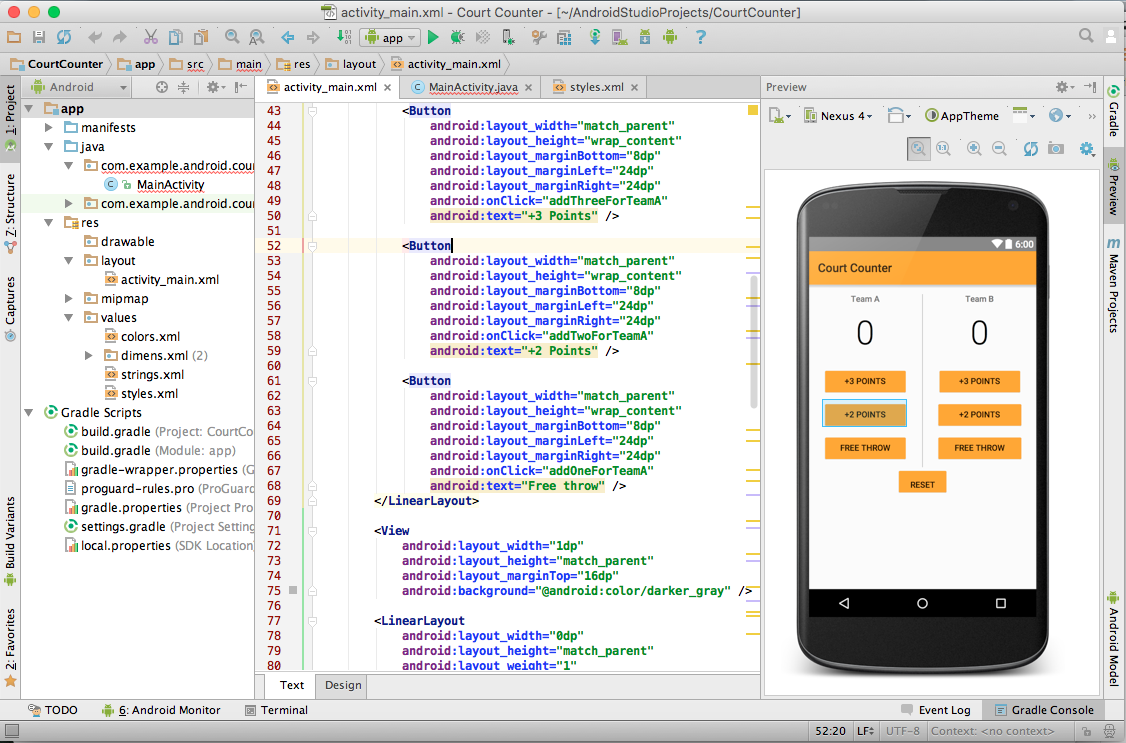 activity_main.xml - Court Counter - [~/AndroidStudioProjects/CourtCounter]
app
CourtCounter app src main res layout activity_main.xml
1: Project
Z: Structure
Captures
Build Variants
2: Favorites
Android
app
manifests
java
com.example.android.cou
MainActivity
com.example.android.cou
res
drawable
layout
activity_main.xml
mipmap
values
colors.xml
dimens.xml (2)
strings.xml
styles.xml
Gradle Scripts
build.gradle (Project: CourtCo
build.gradle (Module: app)
gradle-wrapper.properties (G
proguard-rules.pro (ProGuard
gradle.properties (Project Pro
settings.gradle (Project Setting
local.properties (SDK Location)
activity_main.xml MainActivity.java styles.xml
43 <Button
44 android:layout_width="match_parent"
45 android:layout_height="wrap_content"
46 android:layout_marginBottom="8dp"
47 android:layout_marginLeft="24dp"
48 android:layout_marginRight="24dp"
49 android:onClick="addThreeForTeamA"
50 android:text="+3 Points" />
51
52 <Button
53 android:layout_width="match_parent"
54 android:layout_height="wrap_content"
55 android:layout_marginBottom="8dp"
56 android:layout_marginLeft="24dp"
57 android:layout_marginRight="24dp"
58 android:onClick="addTwoForTeamA"
59 android:text="+2 Points" />
60
61 <Button
62 android:layout_width="match_parent"
63 android:layout_height="wrap_content"
64 android:layout_marginBottom="8dp"
65 android:layout_marginLeft="24dp"
66 android:layout_marginRight="24dp"
67 android:onClick="addOneForTeamA"
68 android:text="Free throw" />
69 </LinearLayout>
70
71 <View
72 android:layout_width="1dp"
73 android:layout_height="match_parent"
74 android:layout_marginTop="16dp"
75 android:background="@android:color/darker_gray" />
76
77 <LinearLayout
78 android:layout_width="0dp"
79 android:layout_height="match_parent"
80 android:layout_weight="1"
Text Design
Preview
Nexus 4 AppTheme
1:1
6:00
Court Counter
Team A Team B
0 0
+3 POINTS +3 POINTS
+2 POINTS +2 POINTS
FREE THROW FREE THROW
RESET
Gradle
Preview
m Maven Projects
Android Model
TODO 6: Android Monitor Terminal Event Log Gradle Console
52:20 LF UTF-8 Context: <no context>